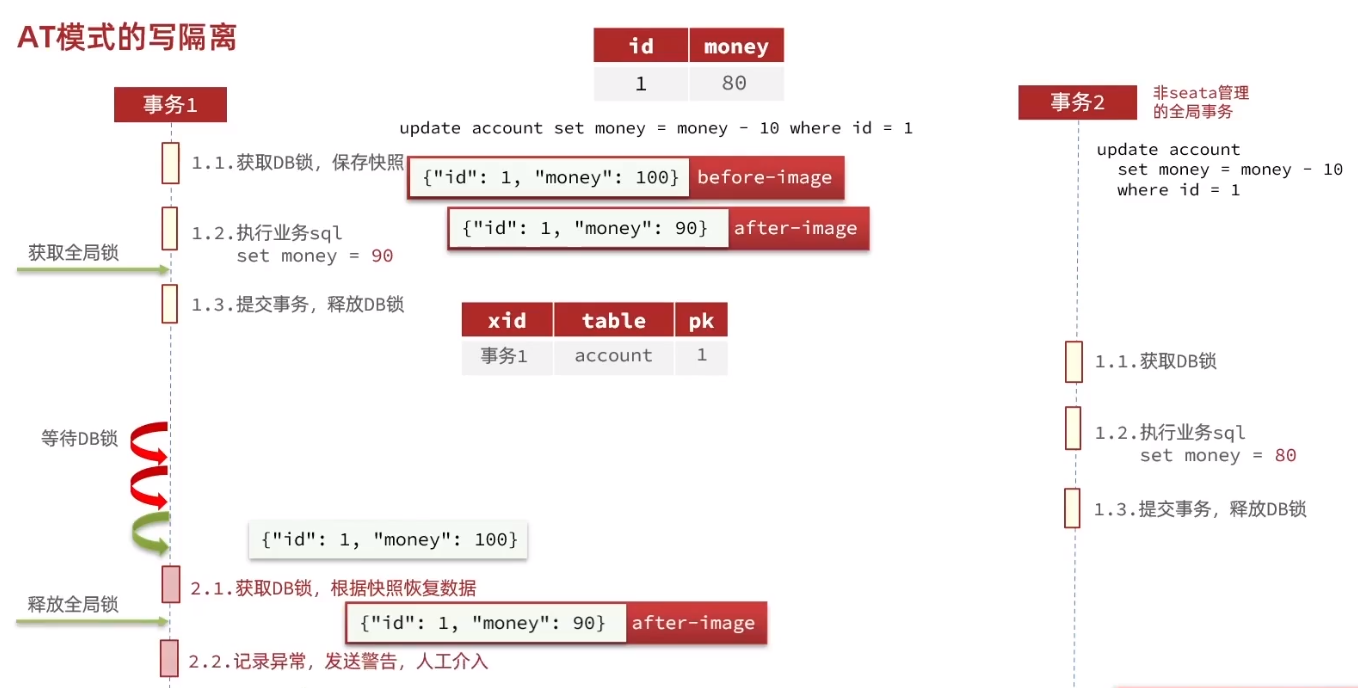 AT模式的写隔离
id money
1 80
事务1
事务2
非seata管理
的全局事务
update account set money = money - 10 where id = 1
update account
set money = money - 10
where id = 1
1.1.获取DB锁，保存快照
{"id": 1, "money": 100} before-image
{"id": 1, "money": 90} after-image
1.2.执行业务sql
set money = 90
获取全局锁
1.3.提交事务，释放DB锁
xid table pk
事务1 account 1
1.1.获取DB锁
等待DB锁
1.2.执行业务sql
set money = 80
1.3.提交事务，释放DB锁
{"id": 1, "money": 100}
2.1.获取DB锁，根据快照恢复数据
释放全局锁
{"id": 1, "money": 90} after-image
2.2.记录异常，发送警告，人工介入